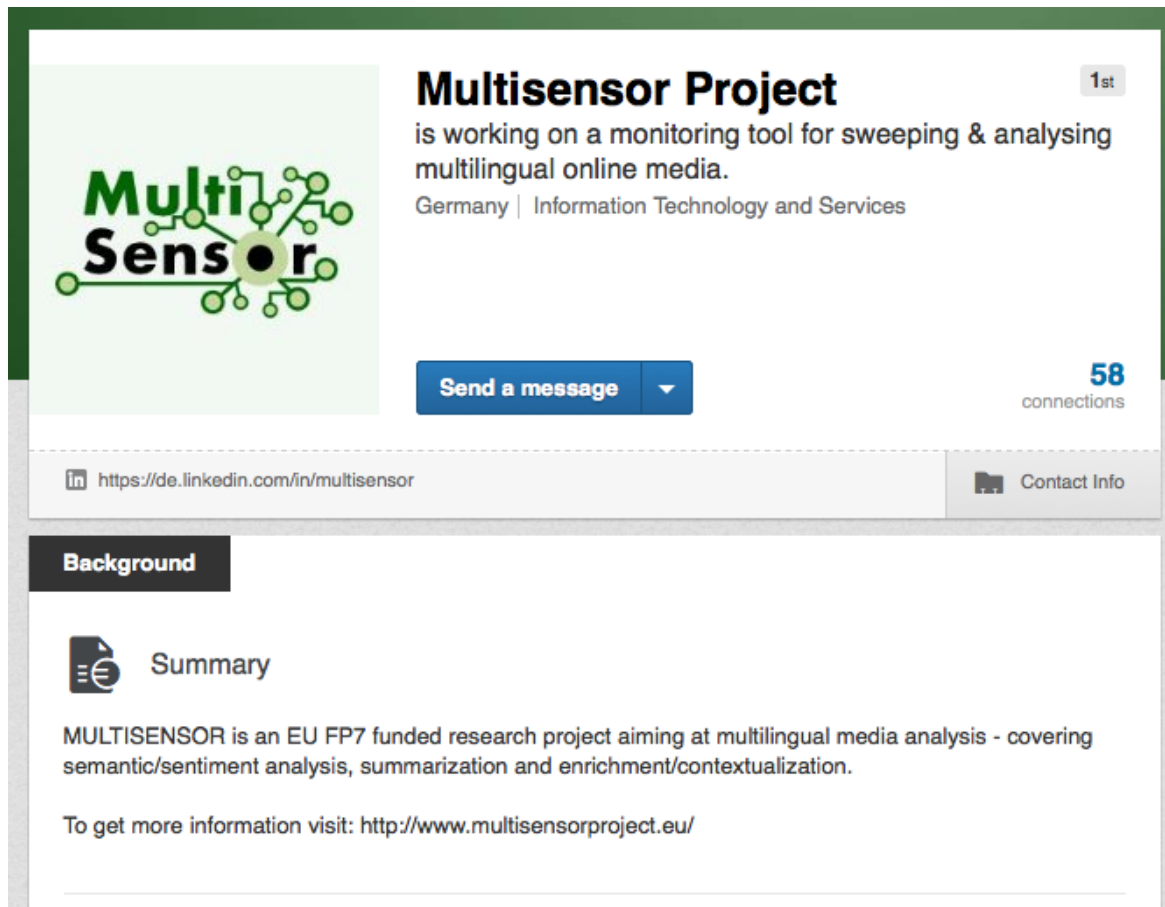 Multi
Sensor
Multisensor Project
1st
is working on a monitoring tool for sweeping & analysing
multilingual online media.
Germany | Information Technology and Services
Send a message
58
connections
in https://de.linkedin.com/in/multisensor
Contact Info
Background
Summary
MULTISENSOR is an EU FP7 funded research project aiming at multilingual media analysis - covering
semantic/sentiment analysis, summarization and enrichment/contextualization.
To get more information visit: http://www.multisensorproject.eu/